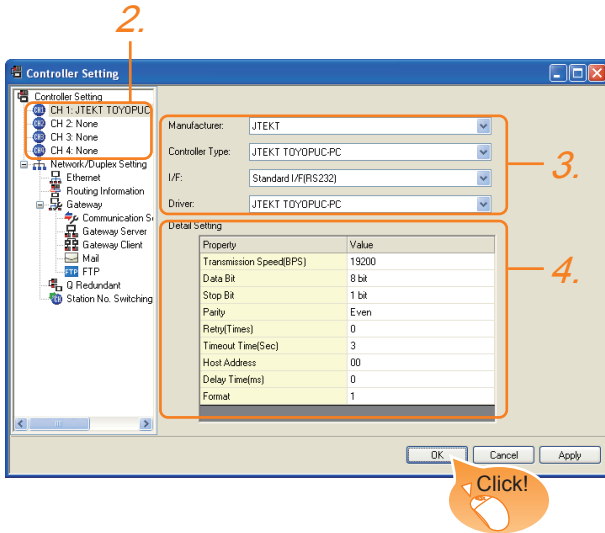 2.
Controller Setting
Controller Setting
CH 1: JTEKT TOYOPUC
CH 2: None
CH 3: None
CH 4: None
Network/Duplex Setting
Ethernet
Routing Information
Gateway
Communication S
Gateway Server
Gateway Client
Mail
FTP FTP
Q Redundant
Station No. Switching
Manufacturer: JTEKT
Controller Type: JTEKT TOYOPUC-PC
I/F: Standard I/F(RS232)
Driver: JTEKT TOYOPUC-PC
3.
Detail Setting
Property Value
Transmission Speed(BPS) 19200
Data Bit 8 bit
Stop Bit 1 bit
Parity Even
Retry(Times) 0
Timeout Time(Sec) 3
Host Address 00
Delay Time(ms) 0
Format 1
4.
OK Cancel Apply
Click!